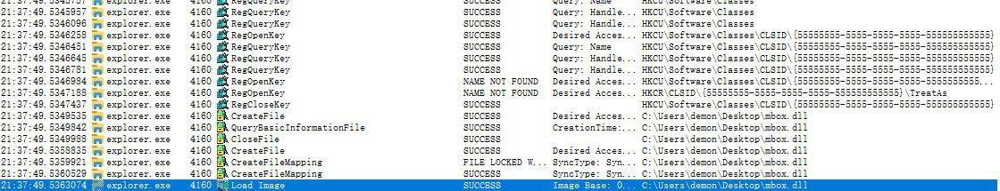 21:37:49.5345757 explorer.exe 4160 RegQueryKey SUCCESS Query: Name HKCU\Software\Classes
21:37:49.5345957 explorer.exe 4160 RegQueryKey SUCCESS Query: Handle... HKCU\Software\Classes
21:37:49.5346096 explorer.exe 4160 RegQueryKey SUCCESS Query: Handle... HKCU\Software\Classes
21:37:49.5346258 explorer.exe 4160 RegOpenKey SUCCESS Desired Acces... HKCU\Software\Classes\CLSID\{55555555-5555-5555-5555-555555555555}
21:37:49.5346451 explorer.exe 4160 RegQueryKey SUCCESS Query: Name HKCU\Software\Classes\CLSID\{55555555-5555-5555-5555-555555555555}
21:37:49.5346645 explorer.exe 4160 RegQueryKey SUCCESS Query: Handle... HKCU\Software\Classes\CLSID\{55555555-5555-5555-5555-555555555555}
21:37:49.5346781 explorer.exe 4160 RegQueryKey SUCCESS Query: Handle... HKCU\Software\Classes\CLSID\{55555555-5555-5555-5555-555555555555}
21:37:49.5346984 explorer.exe 4160 RegOpenKey NAME NOT FOUND Desired Acces... HKCU\Software\Classes\CLSID\{55555555-5555-5555-5555-555555555555...
21:37:49.5347188 explorer.exe 4160 RegOpenKey NAME NOT FOUND Desired Acces... HKCR\CLSID\{55555555-5555-5555-5555-555555555555}\TreatAs
21:37:49.5347437 explorer.exe 4160 RegCloseKey SUCCESS HKCU\Software\Classes\CLSID\{55555555-5555-5555-5555-555555555555}
21:37:49.5349535 explorer.exe 4160 CreateFile SUCCESS Desired Acces... C:\Users\demon\Desktop\mbox.dll
21:37:49.5349842 explorer.exe 4160 QueryBasicInformationFile SUCCESS CreationTime:... C:\Users\demon\Desktop\mbox.dll
21:37:49.5349988 explorer.exe 4160 CloseFile SUCCESS C:\Users\demon\Desktop\mbox.dll
21:37:49.5358835 explorer.exe 4160 CreateFile SUCCESS Desired Acces... C:\Users\demon\Desktop\mbox.dll
21:37:49.5359921 explorer.exe 4160 CreateFileMapping FILE LOCKED W... SyncType: Syn... C:\Users\demon\Desktop\mbox.dll
21:37:49.5360529 explorer.exe 4160 CreateFileMapping SUCCESS SyncType: Syn... C:\Users\demon\Desktop\mbox.dll
21:37:49.5363074 explorer.exe 4160 Load Image SUCCESS Image Base: 0... C:\Users\demon\Desktop\mbox.dll